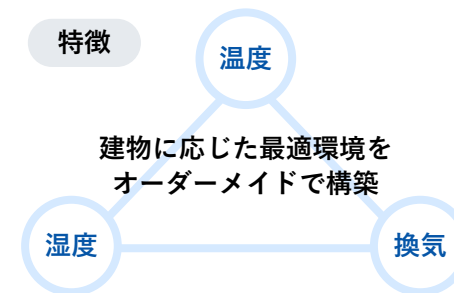 特徴
温度
建物に応じた最適環境を
オーダーメイドで構築
湿度
換気